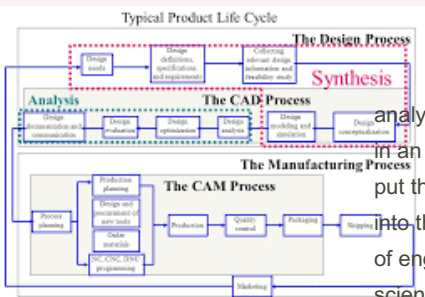 Typical Product Life Cycle
The Design Process
Design
needs
Design
definitions,
specifications,
and requirements
Collecting
relevant design
information and
feasibility study
Synthesis
Analysis
The CAD Process
Design
documentation and
communication
Design
evaluation
Design
optimization
Design
analysis
Design
modeling and
simulation
Design
conceptualization
The Manufacturing Process
The CAM Process
Process
planning
Production
planning
Design and
procurement of
new tools
Order
materials
NC, CNC, DNC
programming
Production
Quality
control
Packaging
Shipping
Marketing
analy
in an
put th
into th
of eng
scien